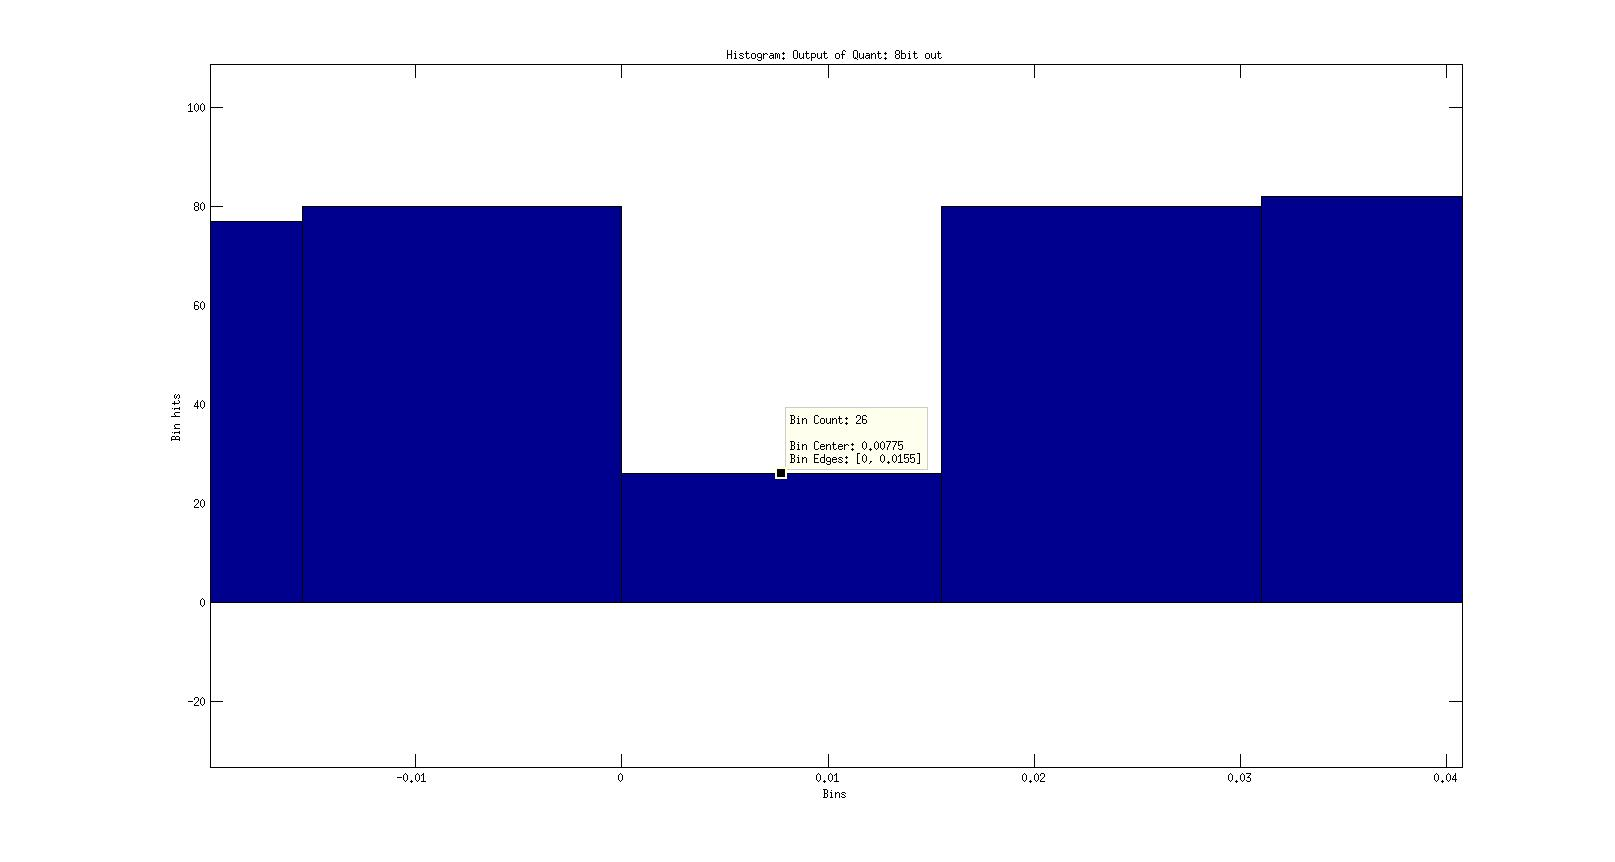 Histogram: Output of Quant: 8bit out
100
80
60
40
20
0
-20
Bin hits
Bin Count: 26
Bin Center: 0.00775
Bin Edges: [0, 0.0155]
-0.01
0
0.01
0.02
0.03
0.04
Bins